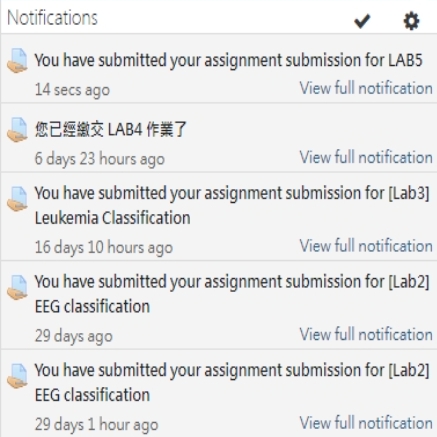 Notifications
You have submitted your assignment submission for LAB5
14 secs ago View full notification
您已經繳交 LAB4 作業了
6 days 23 hours ago View full notification
You have submitted your assignment submission for [Lab3]
Leukemia Classification
16 days 10 hours ago View full notification
You have submitted your assignment submission for [Lab2]
EEG classification
29 days ago View full notification
You have submitted your assignment submission for [Lab2]
EEG classification
29 days 1 hour ago View full notification